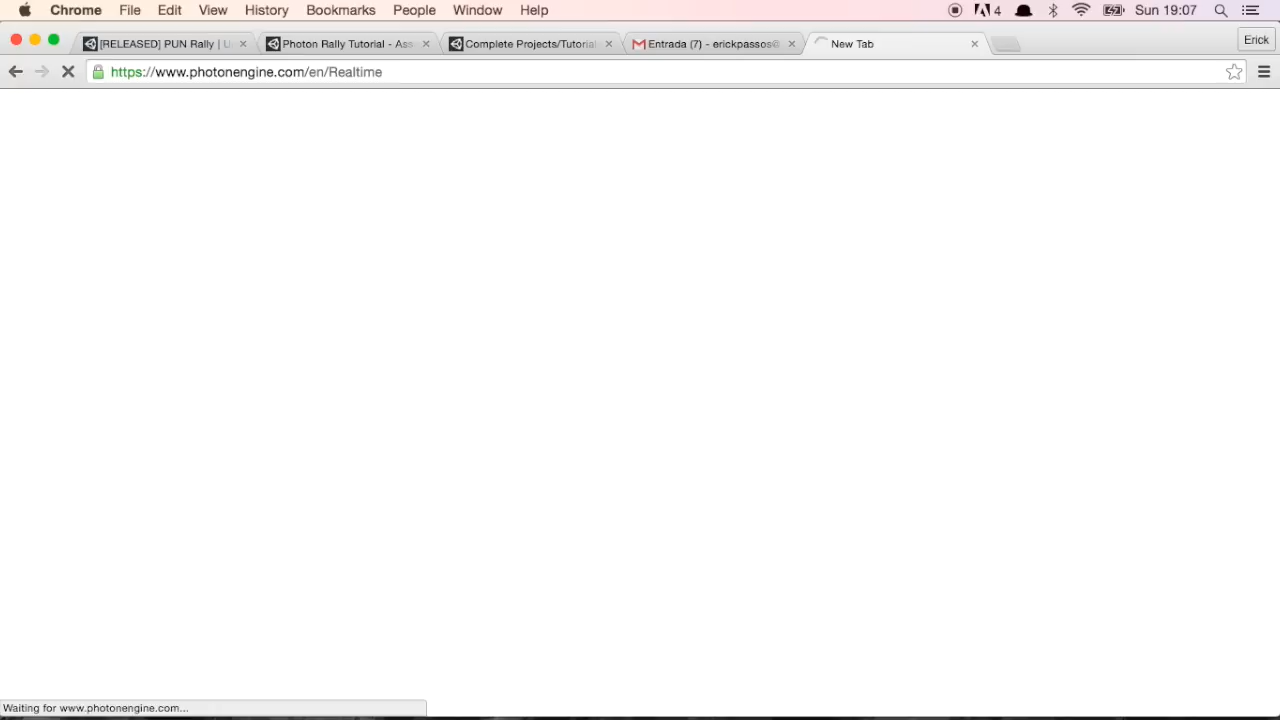 Chrome File Edit View History Bookmarks People Window Help 4 Sun 19:07
[RELEASED] PUN Rally | U Photon Rally Tutorial - Ass Complete Projects/Tutorial Entrada (7) - erickpassos@ New Tab Erick
https://www.photonengine.com/en/Realtime
Waiting for www.photonengine.com...